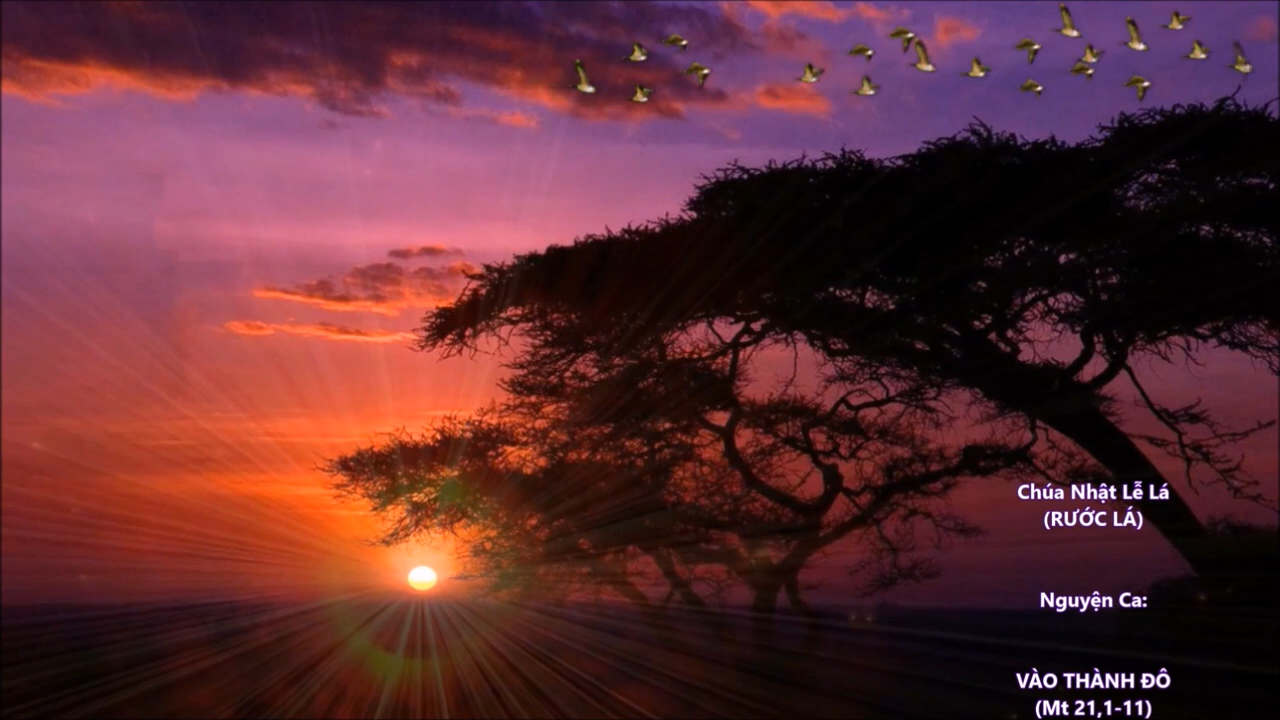 Chúa Nhật Lễ Lá
(RƯỚC LÁ)
Nguyện Ca:
VÀO THÀNH ĐÔ
(Mt 21,1-11)